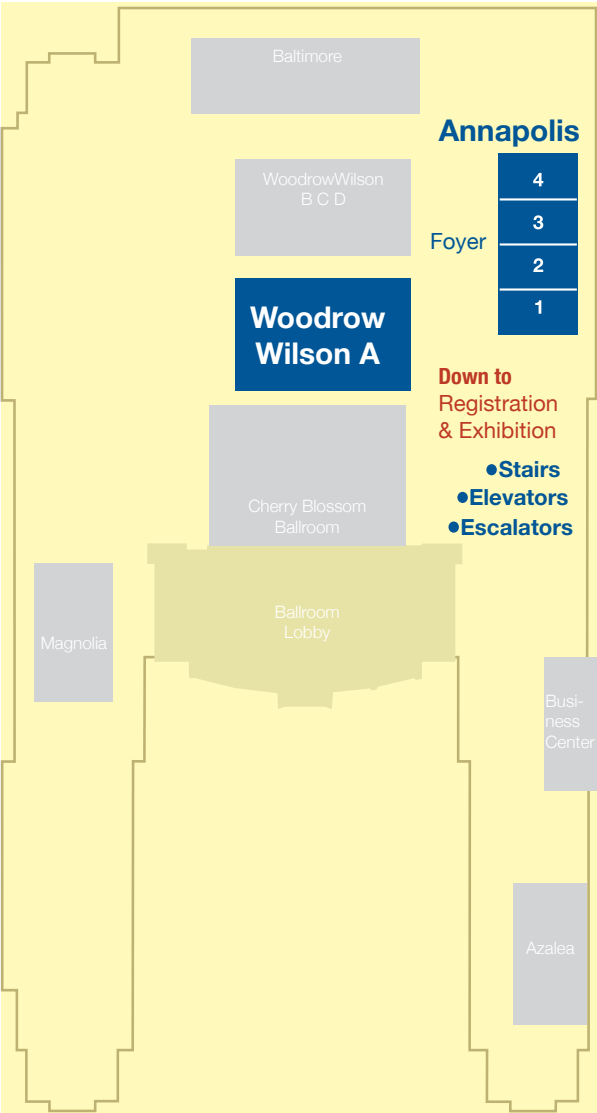 Baltimore
Annapolis
WoodrowWilson
B C D
4
3
Foyer
2
1
Woodrow
Wilson A
Down to
Registration
& Exhibition
•Stairs
•Elevators
•Escalators
Cherry Blossom
Ballroom
Ballroom
Lobby
Magnolia
Busi-
ness
Center
Azalea